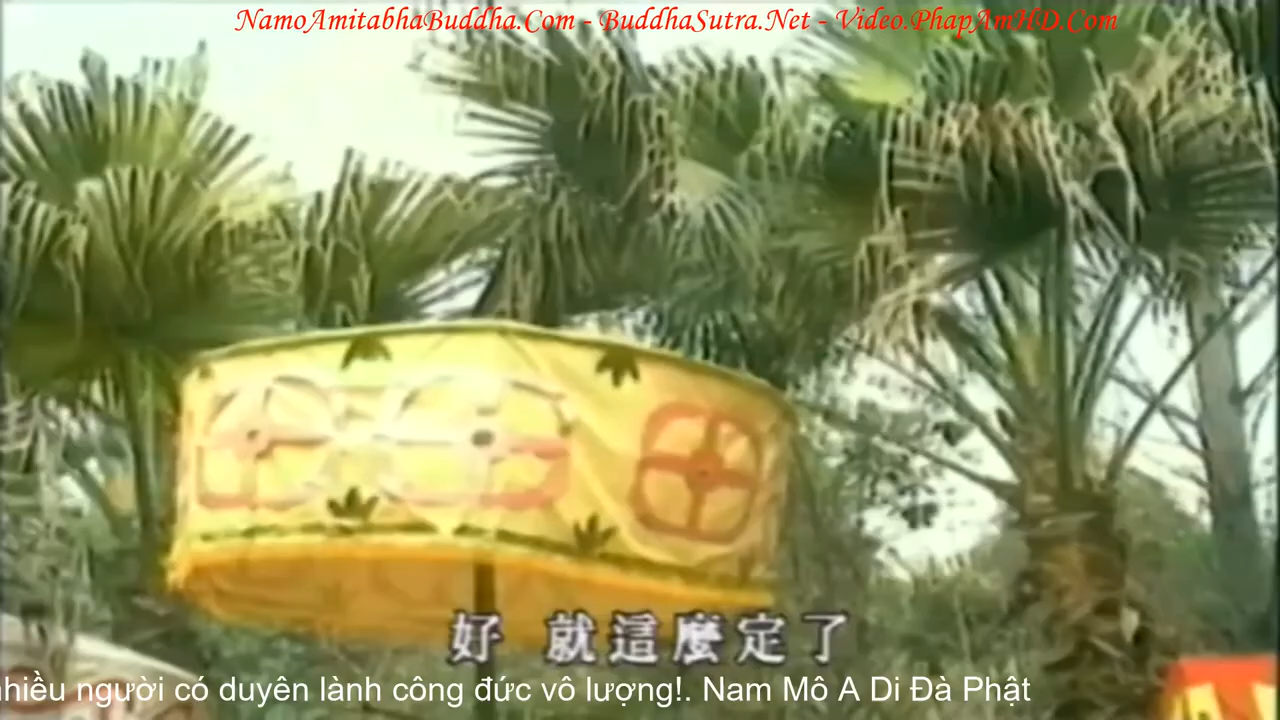 NamoAmitabhaBuddha.Com - BuddhaSutra.Net - Video.PhapAmHD.Com
好 就這麼定了
nhiều người có duyên lành công đức vô lượng!. Nam Mô A Di Đà Phật